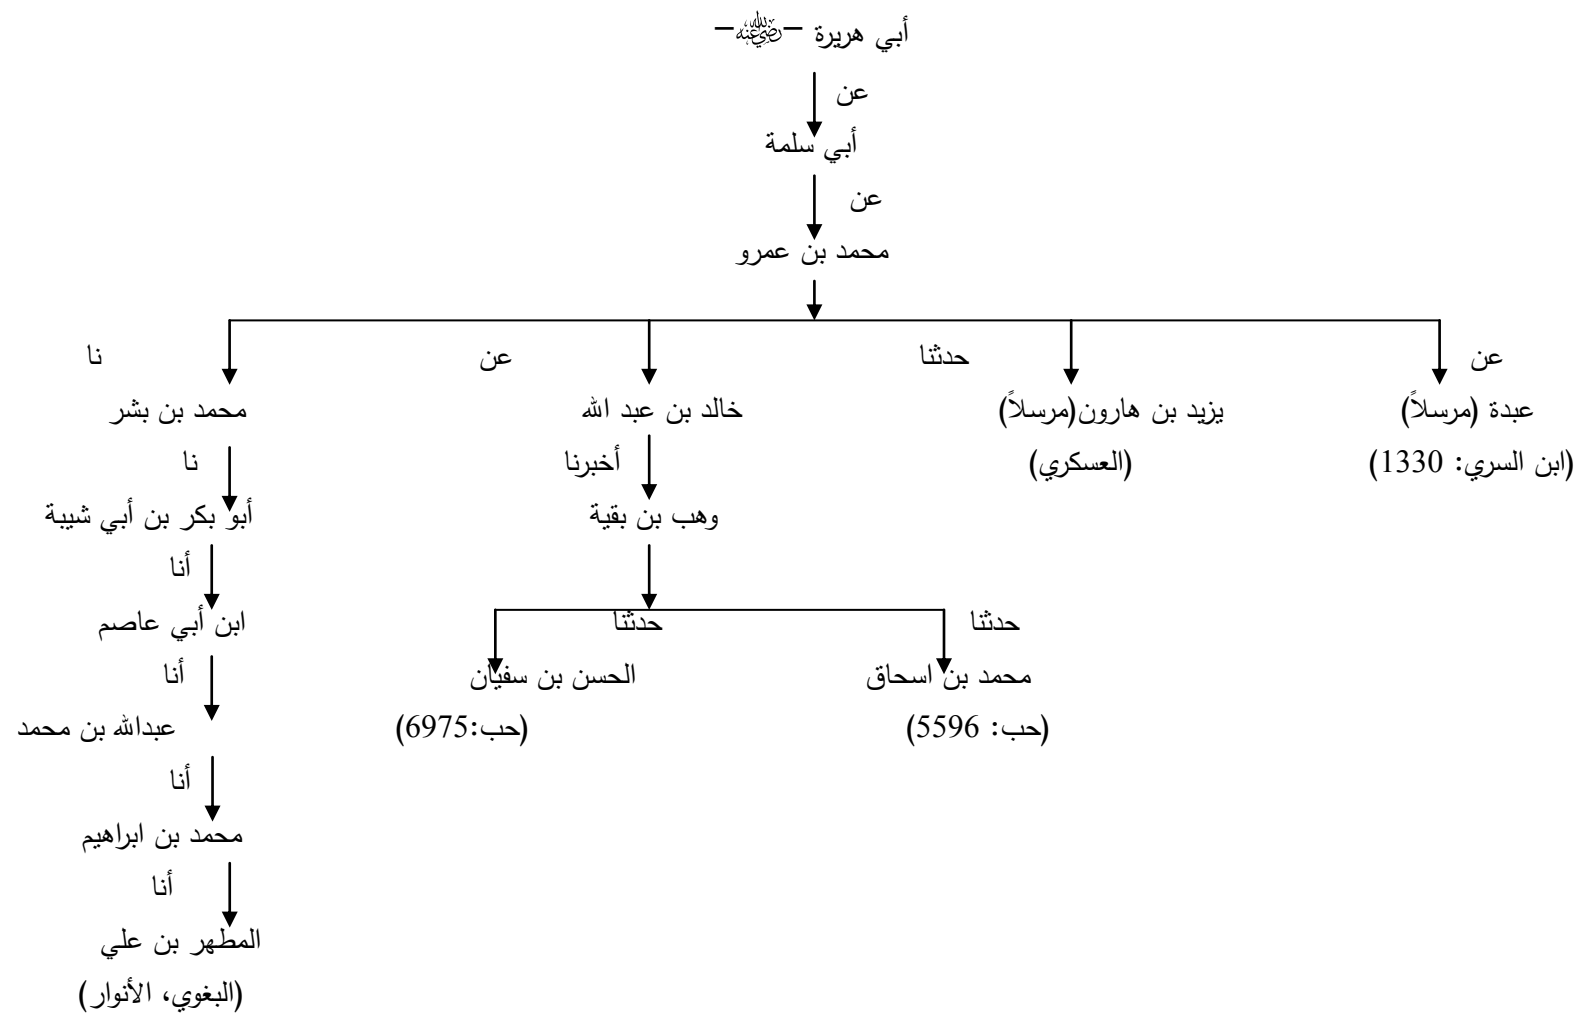 أبي هريرة –رضي الله عنه–
عن
أبي سلمة
عن
محمد بن عمرو
عن
حدثنا
عن
نا
عبدة (مرسلاً)
يزيد بن هارون(مرسلاً)
خالد بن عبد الله
محمد بن بشر
(ابن السري: 1330)
(العسكري)
أخبرنا
نا
وهب بن بقية
أبو بكر بن أبي شيبة
أنا
حدثنا
حدثنا
ابن أبي عاصم
أنا
محمد بن اسحاق
الحسن بن سفيان
(حب: 5596)
(حب:6975)
عبدالله بن محمد
أنا
محمد بن ابراهيم
أنا
المطهر بن علي
(البغوي، الأنوار)